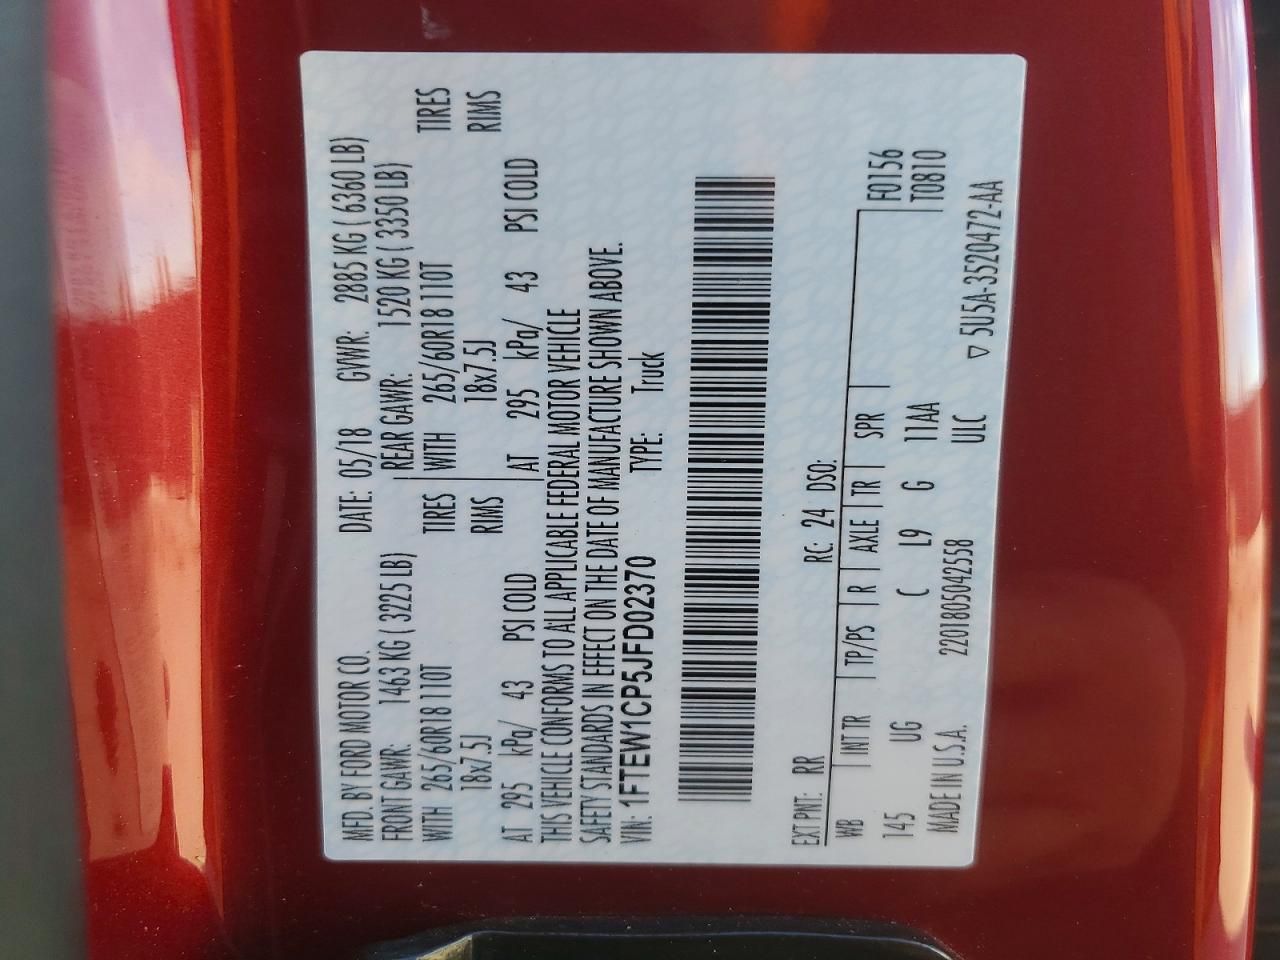 MFD. BY FORD MOTOR CO. DATE: 05/18 GVWR: 2885 KG ( 6360 LB)
FRONT GAWR: 1463 KG ( 3225 LB) REAR GAWR: 1520 KG ( 3350 LB)
WITH 265/60R18 110T TIRES WITH 265/60R18 110T TIRES
18x7.5J RIMS 18x7.5J RIMS
AT 295 kPa/ 43 PSI COLD AT 295 kPa/ 43 PSI COLD
THIS VEHICLE CONFORMS TO ALL APPLICABLE FEDERAL MOTOR VEHICLE
SAFETY STANDARDS IN EFFECT ON THE DATE OF MANUFACTURE SHOWN ABOVE.
VIN: 1FTEW1CP5JFD02370 TYPE: Truck
EXT PNT: RR RC: 24 DSO:
WB INT TR TP/PS R AXLE TR SPR F0156
145 UG C L9 G 11AA T0810
MADE IN U.S.A. 2201805042558 ULC ▽ 5U5A-3520472-AA